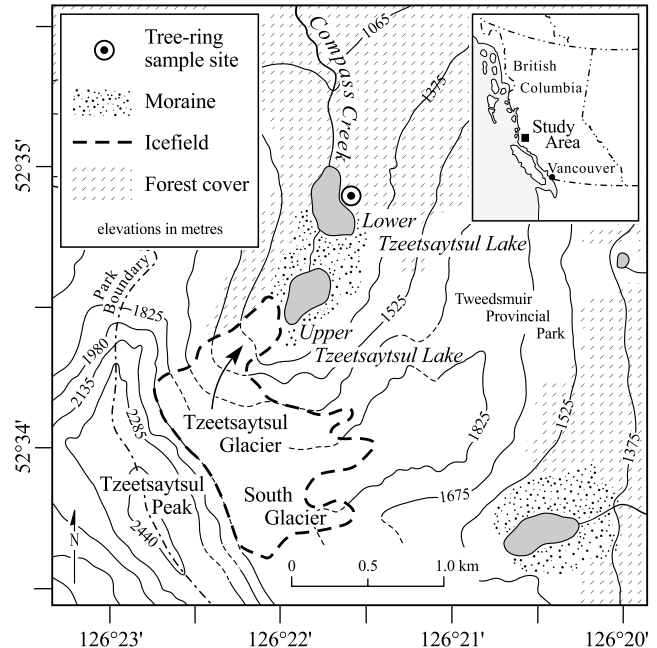 Tree-ring
sample site
Moraine
Icefield
Forest cover
elevations in metres
Compass Creek
1065
1375
British
Columbia
Study
Area
Vancouver
52°35'
Lower
Tzeetsaytsul Lake
Park
Boundary
1825
1980
2135
2285
1525
Tweedsmuir
Provincial
Park
Upper
Tzeetsaytsul Lake
Tzeetsaytsul
Glacier
1825
1525
1375
52°34'
Tzeetsaytsul
Peak
2440
South
Glacier
1675
N
0
0.5
1.0 km
126°23'
126°22'
126°21'
126°20'